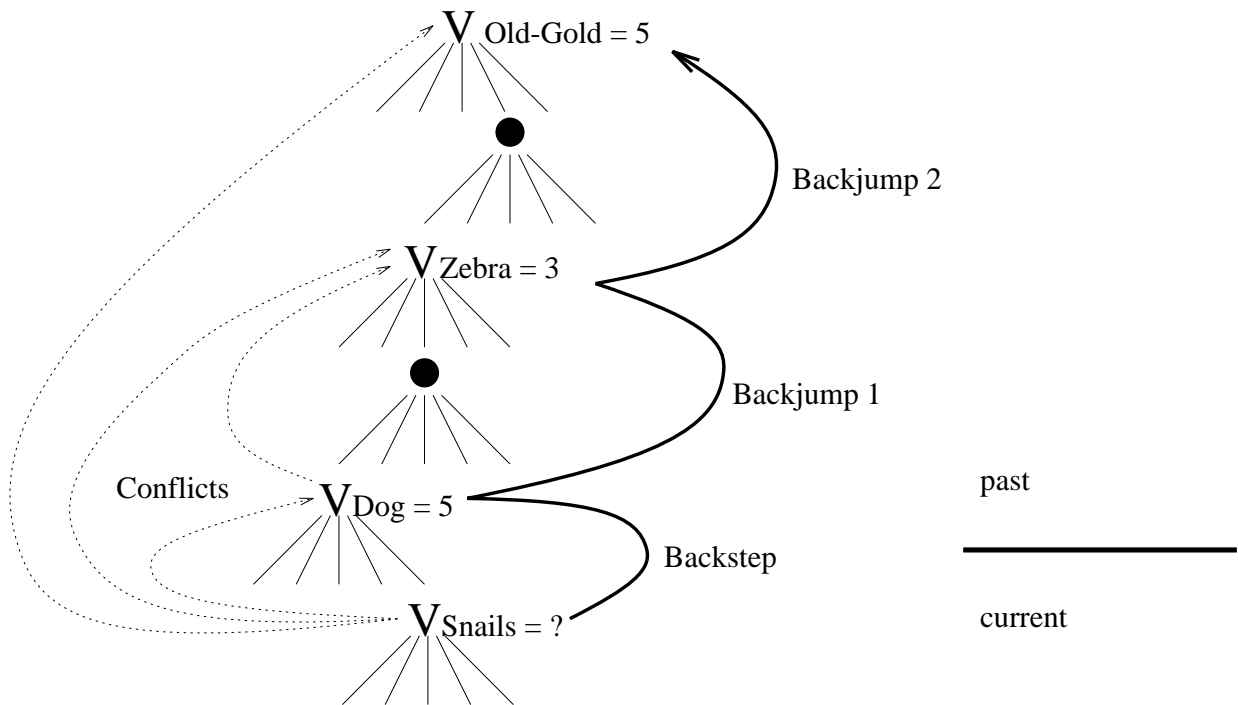 V Old-Gold = 5
Backjump 2
V Zebra = 3
Backjump 1
Conflicts
V Dog = 5
past
Backstep
V Snails = ?
current